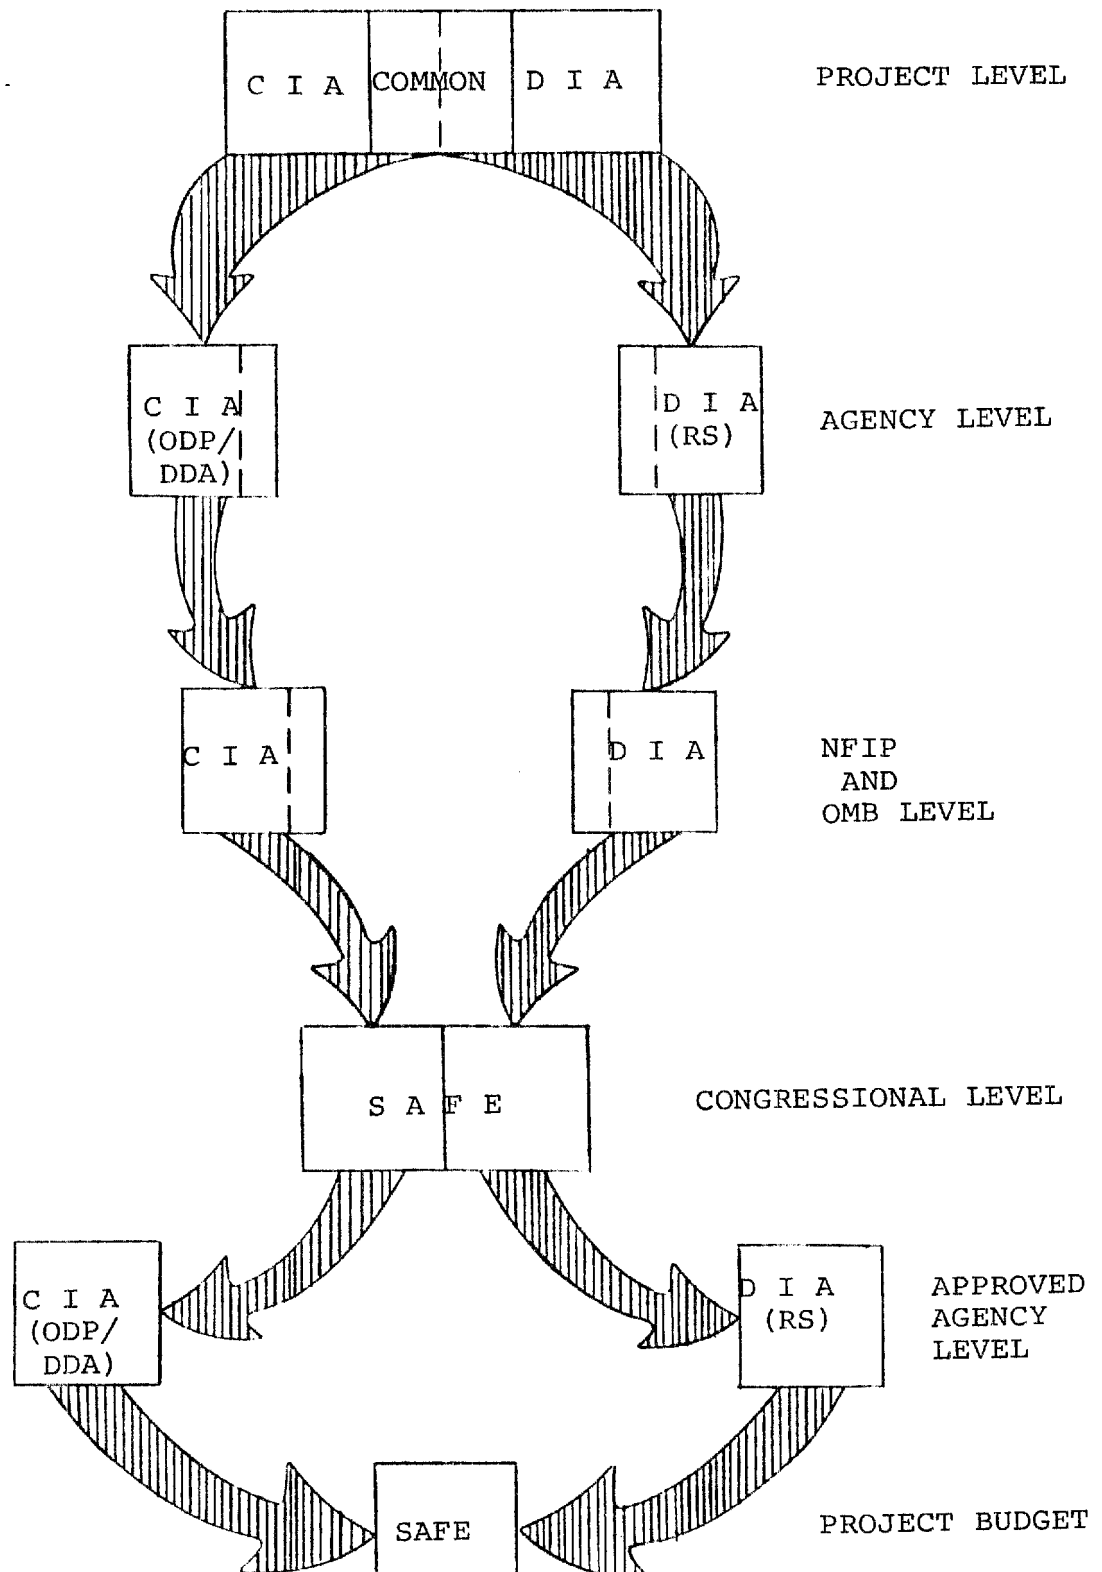 C I A COMMON D I A PROJECT LEVEL
C I A
(ODP/
DDA)
D I A
(RS)
AGENCY LEVEL
C I A
D I A
NFIP
AND
OMB LEVEL
S A F E
CONGRESSIONAL LEVEL
C I A
(ODP/
DDA)
D I A
(RS)
APPROVED
AGENCY
LEVEL
SAFE
PROJECT BUDGET